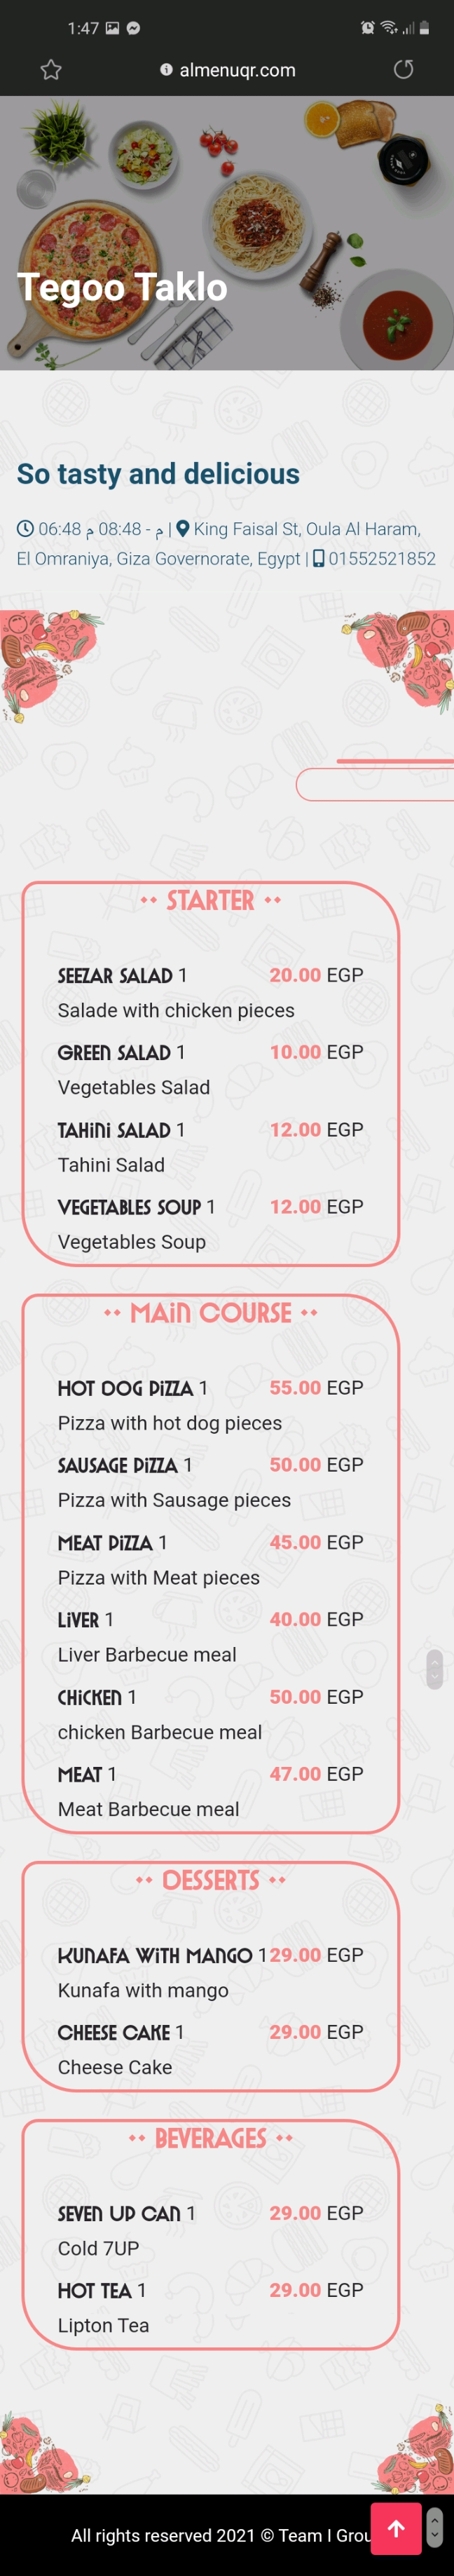 1:47
almenuqr.com
Tegoo Taklo
So tasty and delicious
06:48 م - 08:48 م | King Faisal St, Oula Al Haram,
El Omraniya, Giza Governorate, Egypt | 01552521852
STARTER
SEEZAR SALAD 1 20.00 EGP
Salade with chicken pieces
GREEN SALAD 1 10.00 EGP
Vegetables Salad
TAHiNi SALAD 1 12.00 EGP
Tahini Salad
VEGETABLES SOUP 1 12.00 EGP
Vegetables Soup
MAiN COURSE
HOT DOG PiZZA 1 55.00 EGP
Pizza with hot dog pieces
SAUSAGE PiZZA 1 50.00 EGP
Pizza with Sausage pieces
MEAT PiZZA 1 45.00 EGP
Pizza with Meat pieces
LiVER 1 40.00 EGP
Liver Barbecue meal
CHiCKEN 1 50.00 EGP
chicken Barbecue meal
MEAT 1 47.00 EGP
Meat Barbecue meal
DESSERTS
KUNAFA WiTH MANGO 1 29.00 EGP
Kunafa with mango
CHEESE CAKE 1 29.00 EGP
Cheese Cake
BEVERAGES
SEVEN UP CAN 1 29.00 EGP
Cold 7UP
HOT TEA 1 29.00 EGP
Lipton Tea
All rights reserved 2021 © Team I Grou